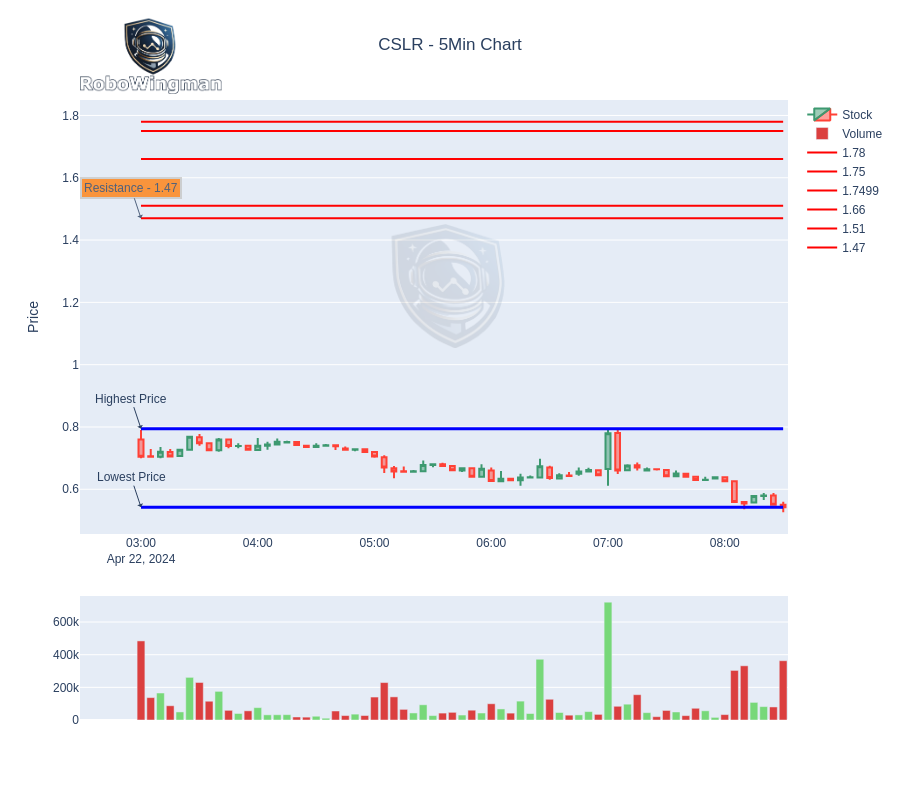 CSLR - 5Min Chart
RoboWingman
1.8
1.6
1.4
1.2
1
0.8
0.6
Price
Resistance - 1.47
Highest Price
Lowest Price
03:00
Apr 22, 2024
04:00
05:00
06:00
07:00
08:00
Stock
Volume
1.78
1.75
1.7499
1.66
1.51
1.47
600k
400k
200k
0